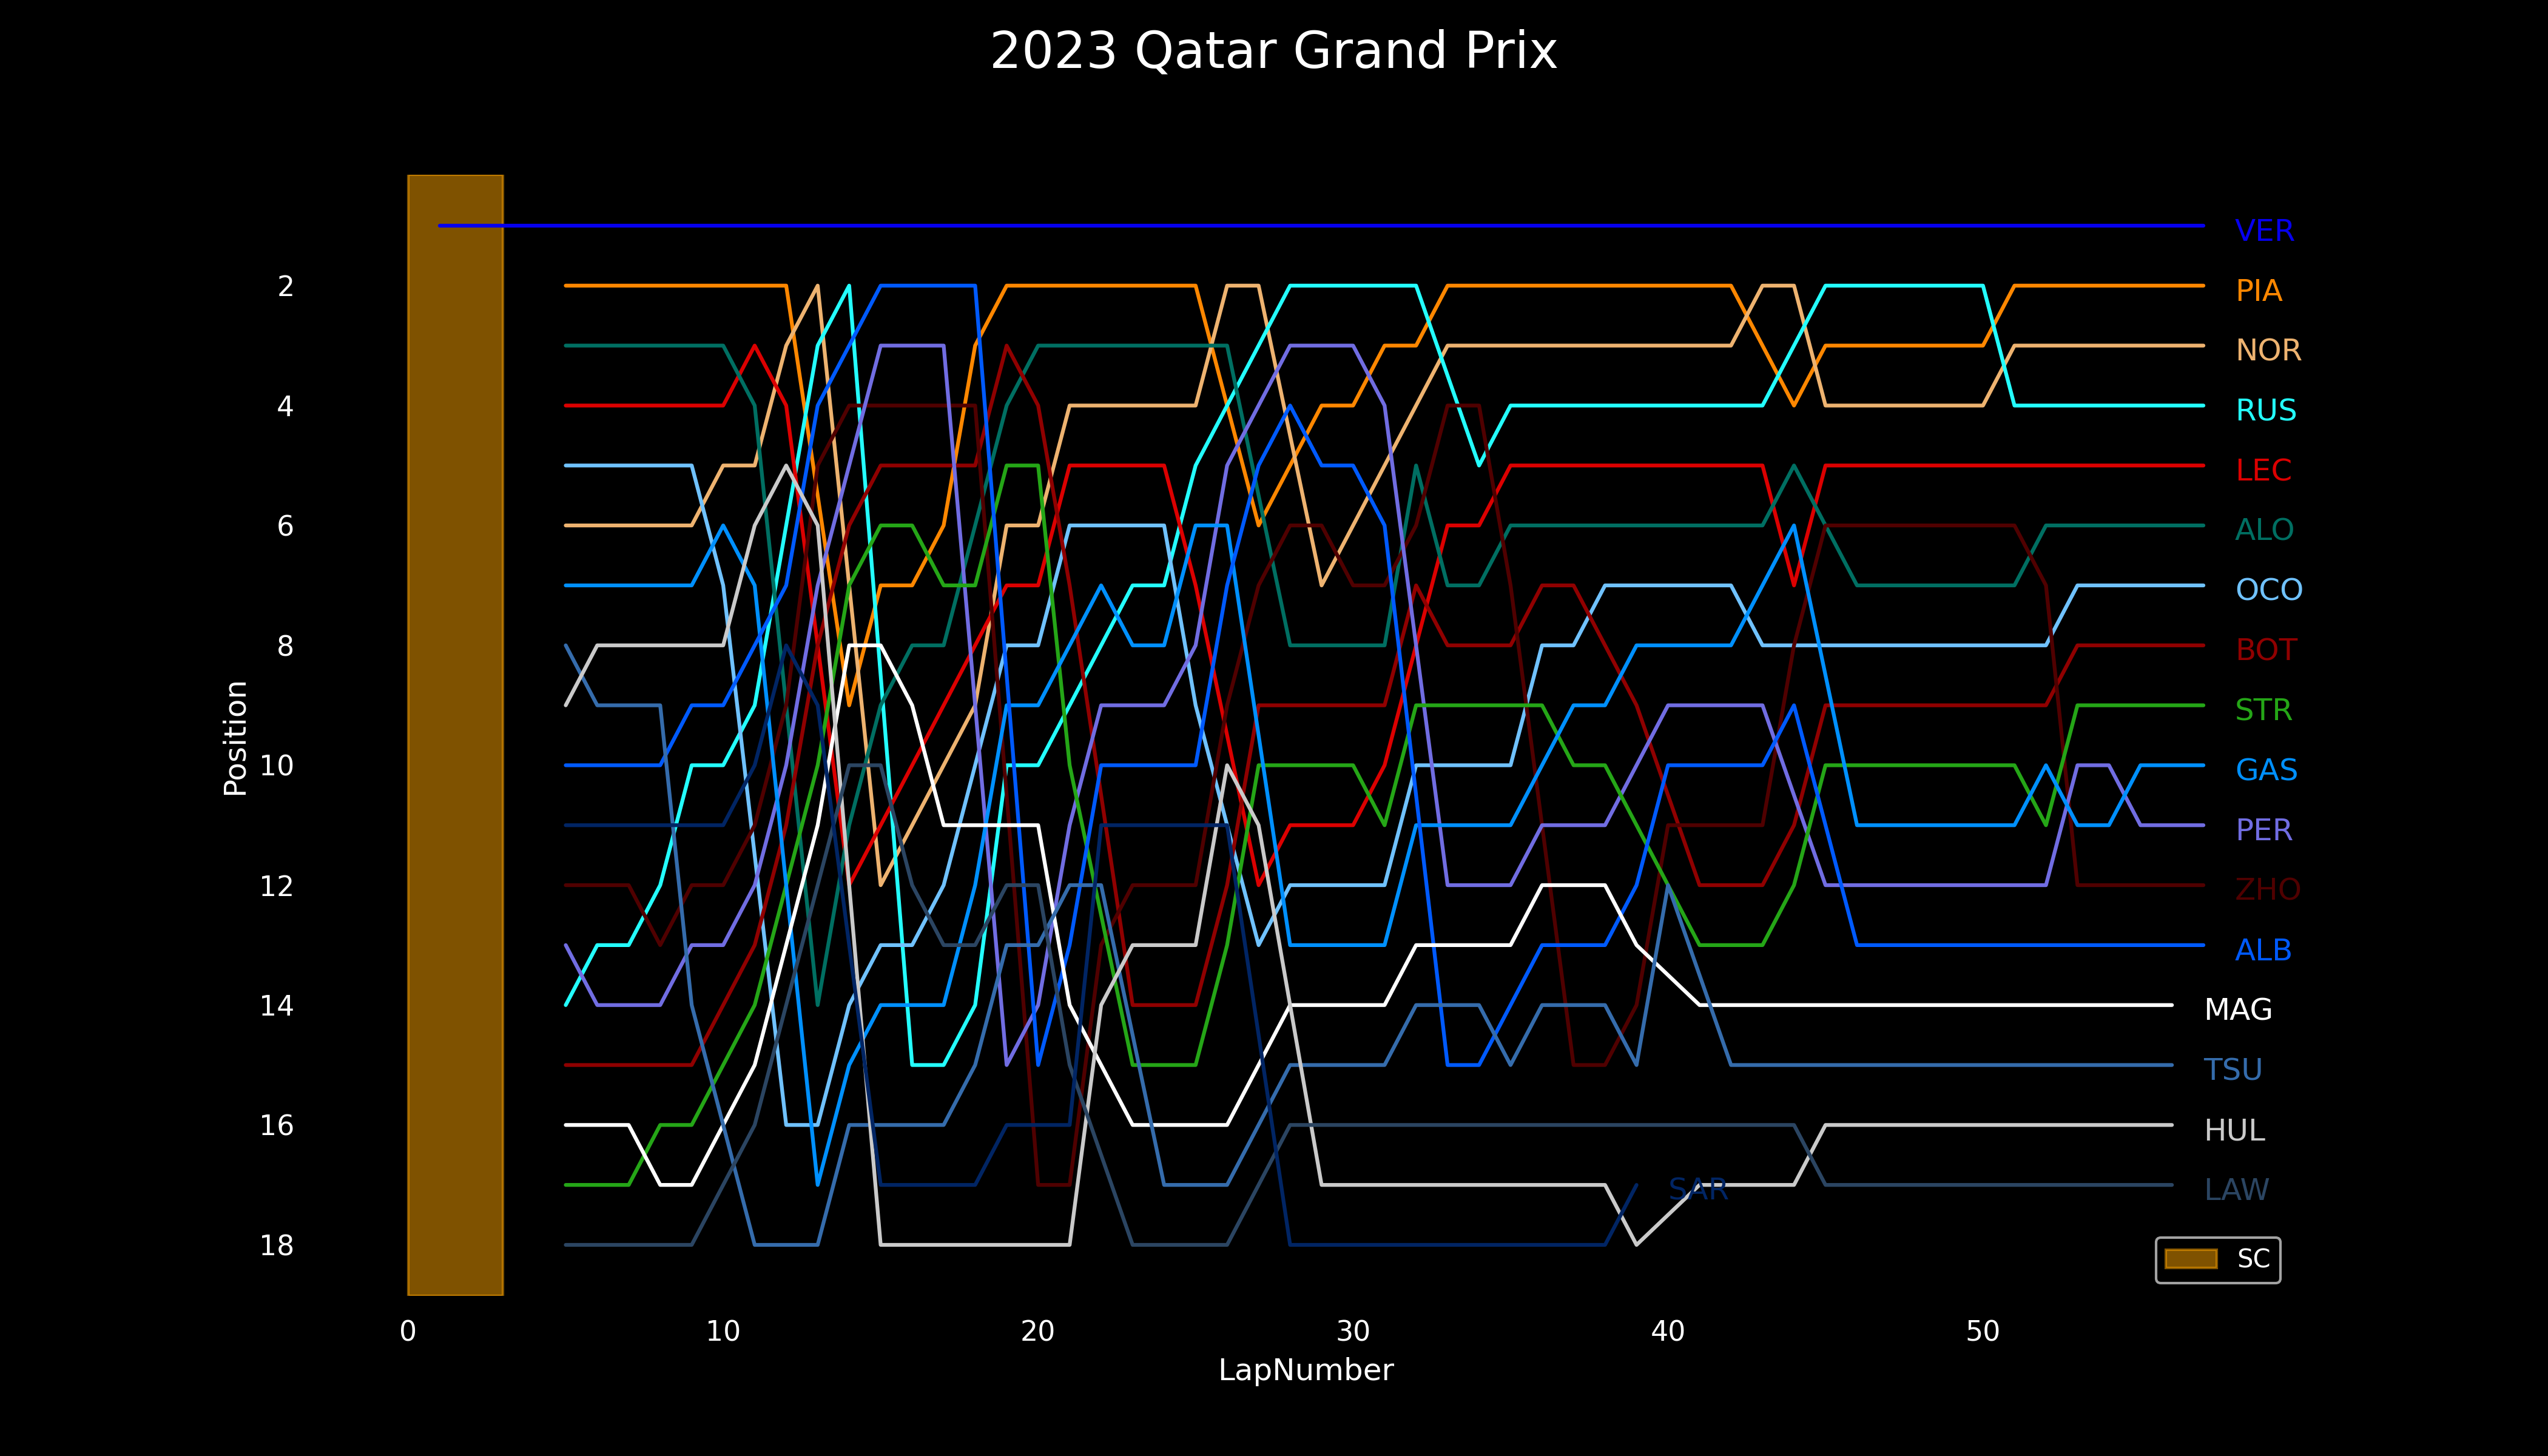 2023 Qatar Grand Prix
Position
2
4
6
8
10
12
14
16
18
VER
PIA
NOR
RUS
LEC
ALO
OCO
BOT
STR
GAS
PER
ZHO
ALB
MAG
TSU
HUL
SAR
LAW
SC
0 10 20 30 40 50
LapNumber